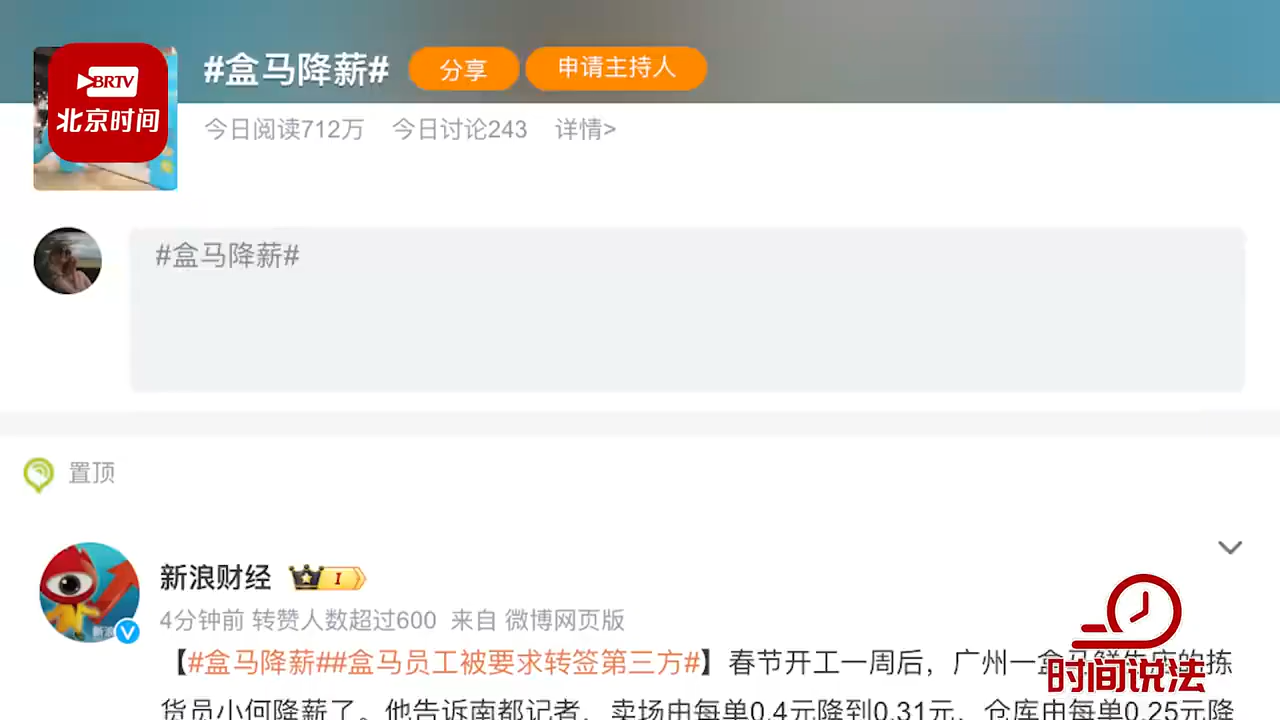 BRTV
北京时间
#盒马降薪#
分享
申请主持人
今日阅读712万 今日讨论243 详情>
#盒马降薪#
置顶
新浪财经
I
4分钟前 转赞人数超过600 来自 微博网页版
【#盒马降薪##盒马员工被要求转签第三方#】春节开工一周后，广州一盒马鲜生店的拣
货员小何降薪了。他告诉南都记者，卖场由每单0.4元降到0.31元、仓库由每单0.25元降
时间说法